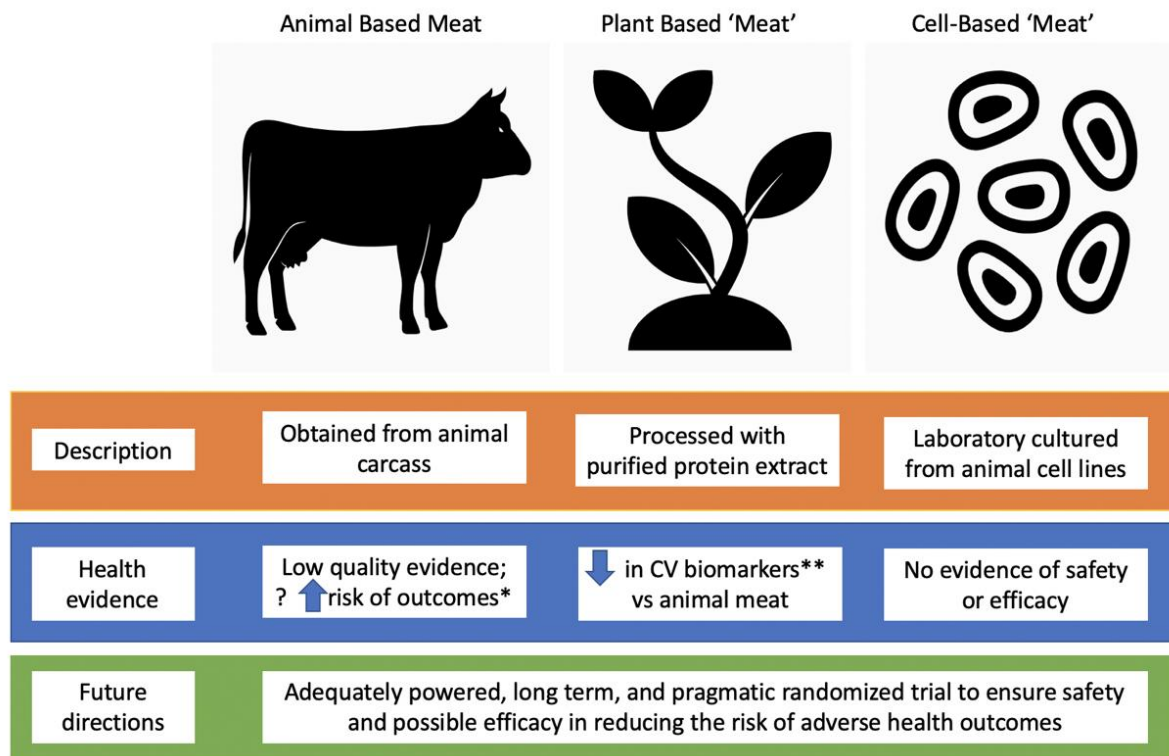 Animal Based Meat
Plant Based ‘Meat’
Cell-Based ‘Meat’
Description
Obtained from animal
carcass
Processed with
purified protein extract
Laboratory cultured
from animal cell lines
Health
evidence
Low quality evidence;
? risk of outcomes*
in CV biomarkers**
vs animal meat
No evidence of safety
or efficacy
Future
directions
Adequately powered, long term, and pragmatic randomized trial to ensure safety
and possible efficacy in reducing the risk of adverse health outcomes